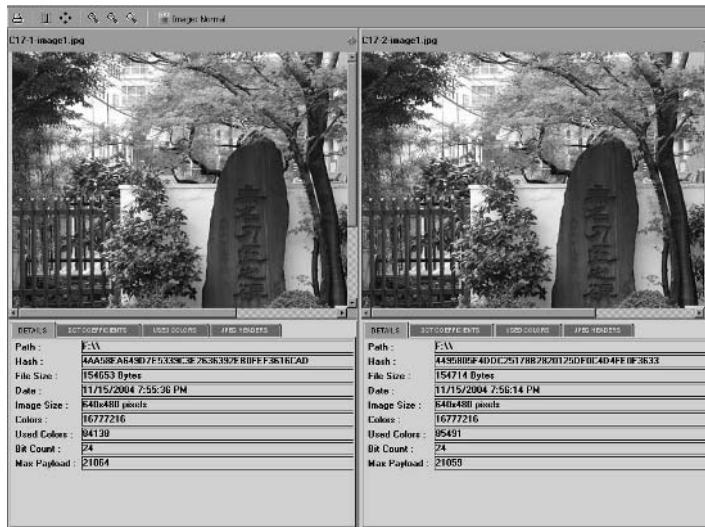 Images Normal
C17-1-image1.jpg
C17-2-image1.jpg
DETAILS DCT COEFFICIENTS USED COLORS JPEG HEADERS
DETAILS DCT COEFFICIENTS USED COLORS JPEG HEADERS
Path : F:\\
Hash :
File Size : 154653 Bytes
Date : 11/15/2004 7:55:36 PM
Image Size : 640x480 pixels
Colors : 16777216
Used Colors : 84138
Bit Count : 24
Max Payload : 21064
Path : F:\\
Hash :
File Size : 154714 Bytes
Date : 11/15/2004 7:56:14 PM
Image Size : 640x480 pixels
Colors : 16777216
Used Colors : 85491
Bit Count : 24
Max Payload : 21059